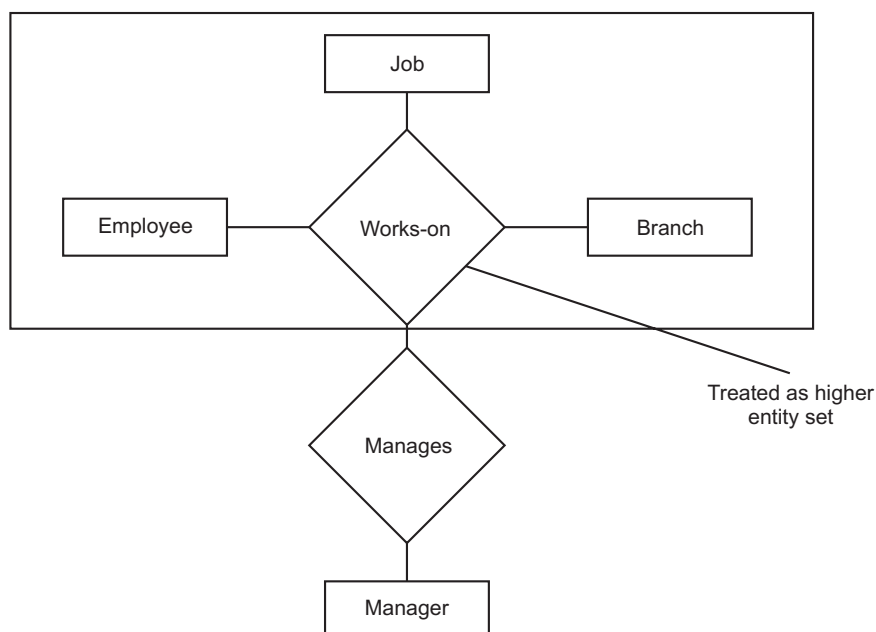 Job
Employee
Works-on
Branch
Treated as higher
entity set
Manages
Manager